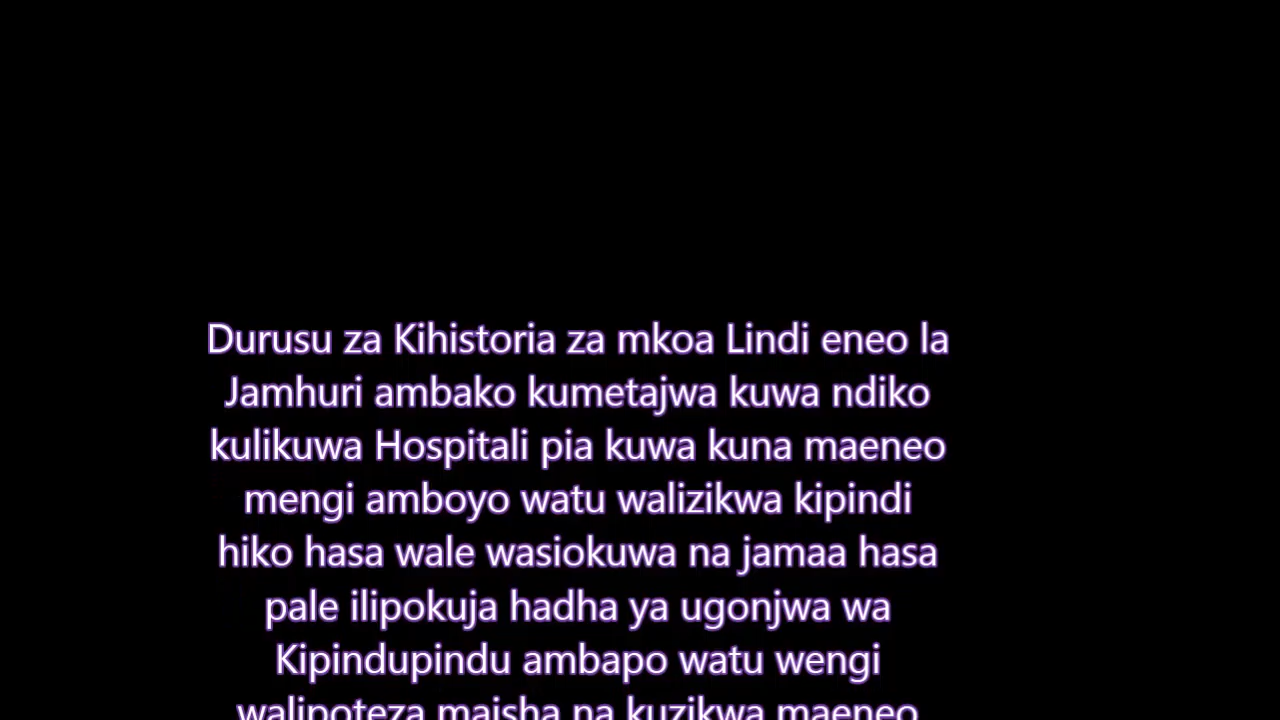 Durusu za Kihistoria za mkoa Lindi eneo la
Jamhuri ambako kumetajwa kuwa ndiko
kulikuwa Hospitali pia kuwa kuna maeneo
mengi amboyo watu walizikwa kipindi
hiko hasa wale wasiokuwa na jamaa hasa
pale ilipokuja hadha ya ugonjwa wa
Kipindupindu ambapo watu wengi
walipoteza maisha na kuzikwa maeneo